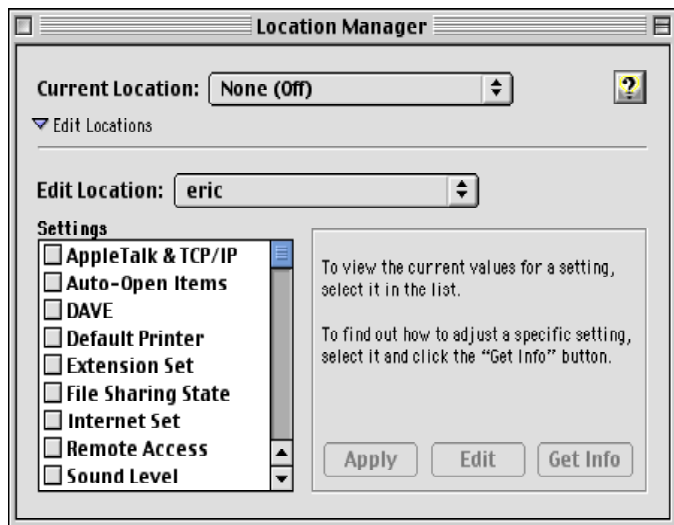 Location Manager
Current Location: None (Off)
?
Edit Locations
Edit Location: eric
Settings
AppleTalk & TCP/IP
Auto-Open Items
DAVE
Default Printer
Extension Set
File Sharing State
Internet Set
Remote Access
Sound Level
To view the current values for a setting,
select it in the list.
To find out how to adjust a specific setting,
select it and click the “Get Info” button.
Apply Edit Get Info